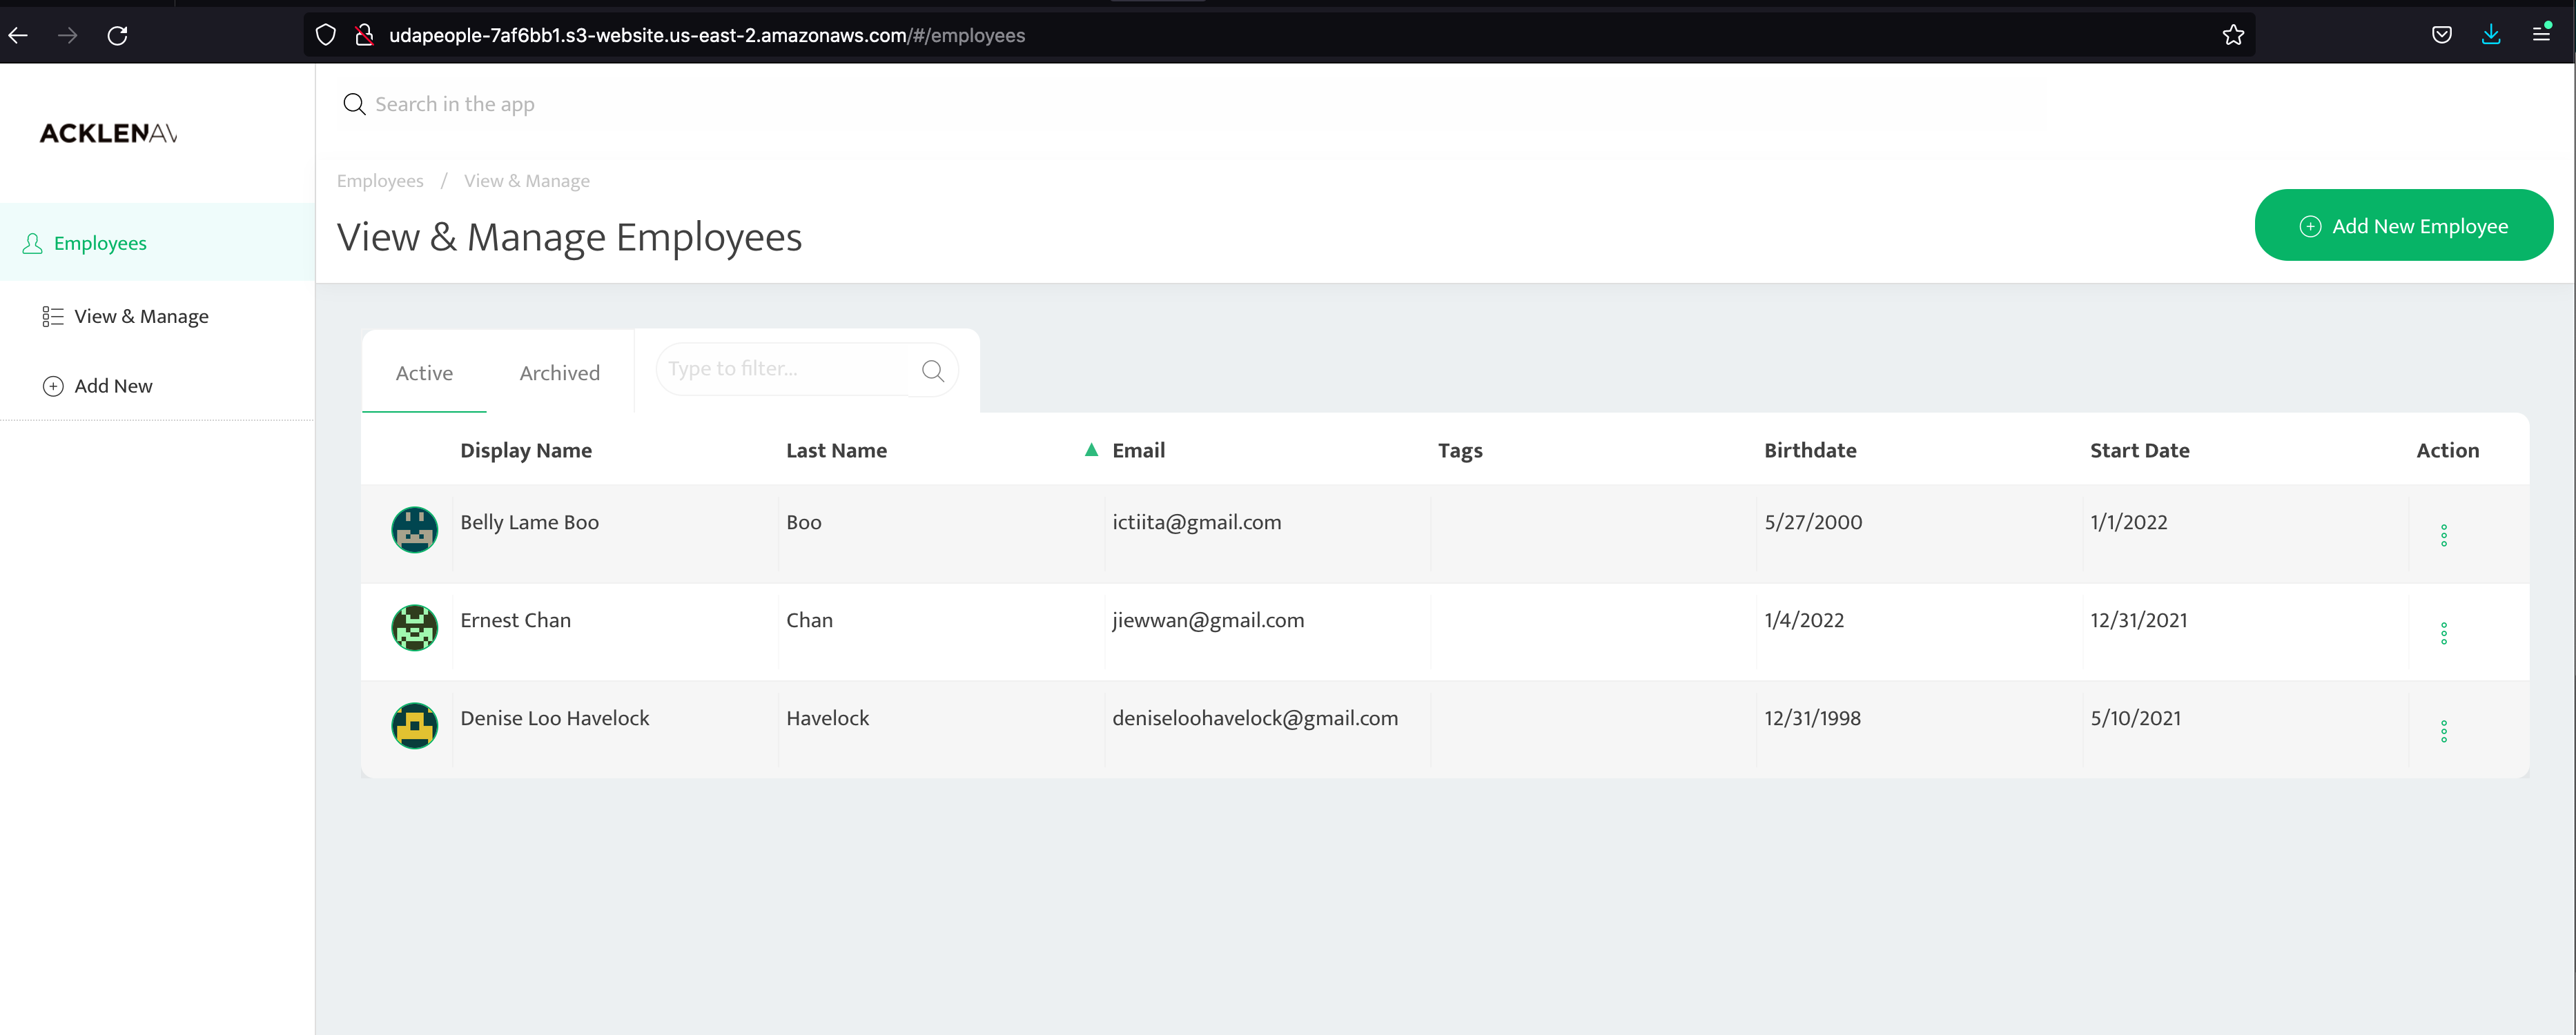 udapeople-7af6bb1.s3-website.us-east-2.amazonaws.com/#/employees
ACKLENAV
Search in the app
Employees / View & Manage
View & Manage Employees
Add New Employee
Employees
View & Manage
Add New
Active Archived Type to filter...
Display Name Last Name Email Tags Birthdate Start Date Action
Belly Lame Boo Boo ictiita@gmail.com 5/27/2000 1/1/2022
Ernest Chan Chan jiewwan@gmail.com 1/4/2022 12/31/2021
Denise Loo Havelock Havelock deniseloohavelock@gmail.com 12/31/1998 5/10/2021